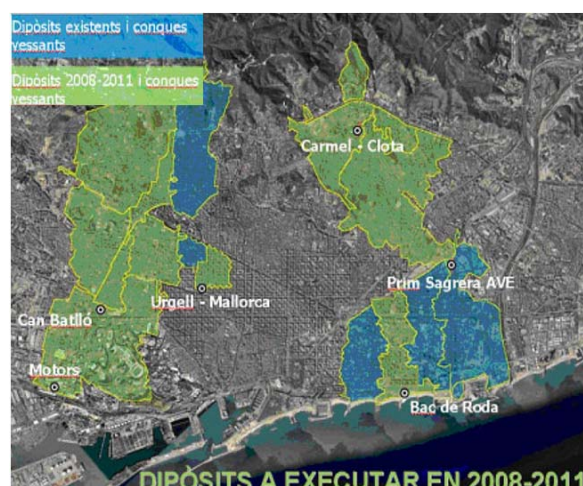 Dipòsits existents i conques
vessants
Dipòsits 2008-2011 i conques
vessants
Carmel - Clota
Prim Sagrera AVE
Urgell - Mallorca
Can Batlló
Motors
Bac de Roda
DIPÒSITS A EXECUTAR EN 2008-2011